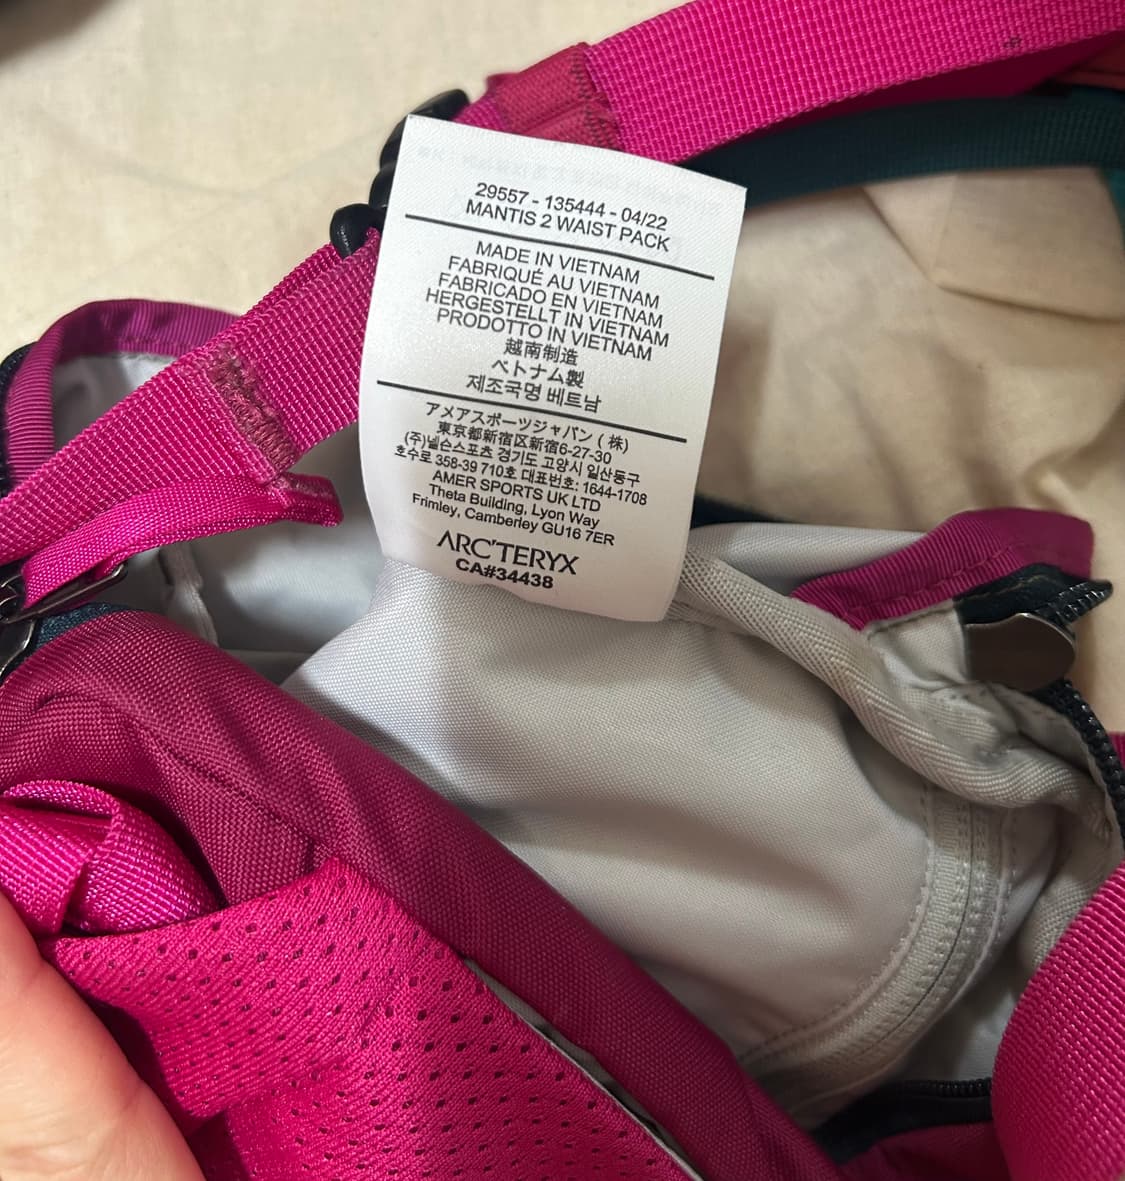 29557 - 135444 - 04/22
MANTIS 2 WAIST PACK
MADE IN VIETNAM
FABRIQUÉ AU VIETNAM
FABRICADO EN VIETNAM
HERGESTELLT IN VIETNAM
PRODOTTO IN VIETNAM
越南制造
ベトナム製
제조국명 베트남
アメアスポーツジャパン ( 株)
東京都新宿区新宿6-27-30
(주)넬슨스포츠 경기도 고양시 일산동구
호수로 358-39 710호 대표번호: 1644-1708
AMER SPORTS UK LTD
Theta Building, Lyon Way
Frimley, Camberley GU16 7ER
ARC'TERYX
CA#34438